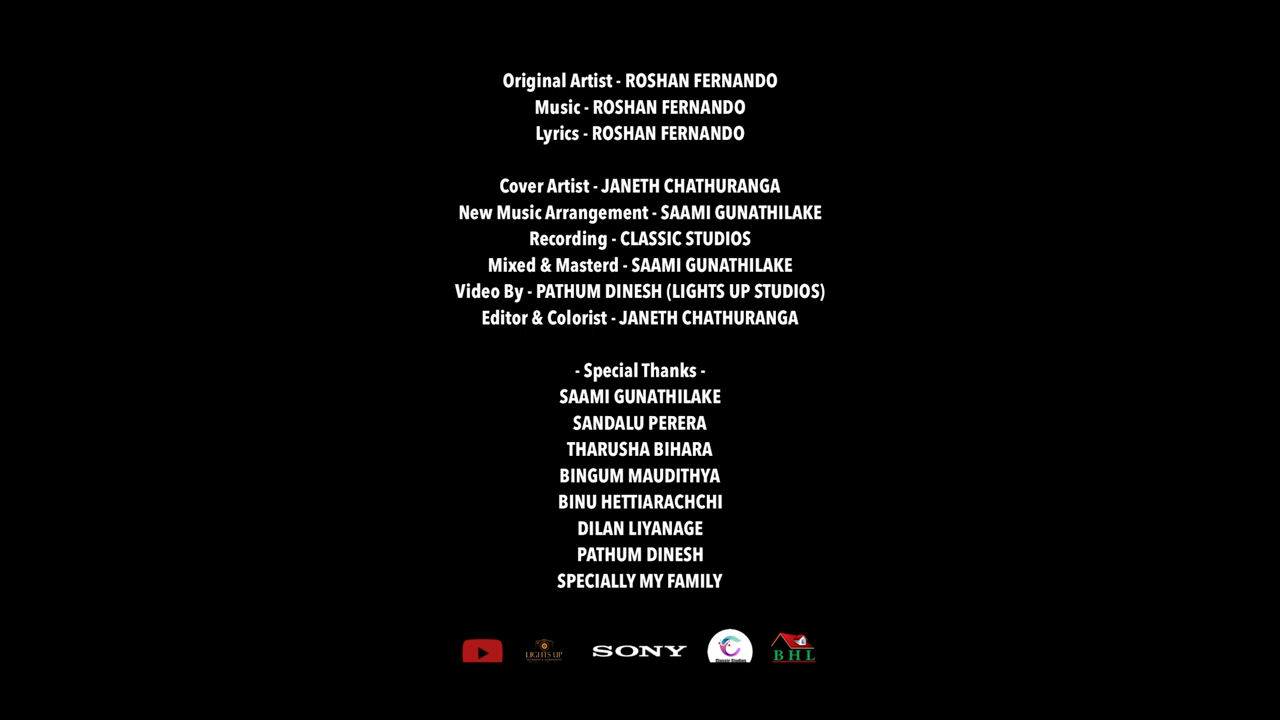 Original Artist - ROSHAN FERNANDO
Music - ROSHAN FERNANDO
Lyrics - ROSHAN FERNANDO
Cover Artist - JANETH CHATHURANGA
New Music Arrangement - SAAMI GUNATHILAKE
Recording - CLASSIC STUDIOS
Mixed & Masterd - SAAMI GUNATHILAKE
Video By - PATHUM DINESH (LIGHTS UP STUDIOS)
Editor & Colorist - JANETH CHATHURANGA
- Special Thanks -
SAAMI GUNATHILAKE
SANDALU PERERA
THARUSHA BIHARA
BINGUM MAUDITHYA
BINU HETTIARACHCHI
DILAN LIYANAGE
PATHUM DINESH
SPECIALLY MY FAMILY
LIGHTS UP SONY Classic Studios BHL